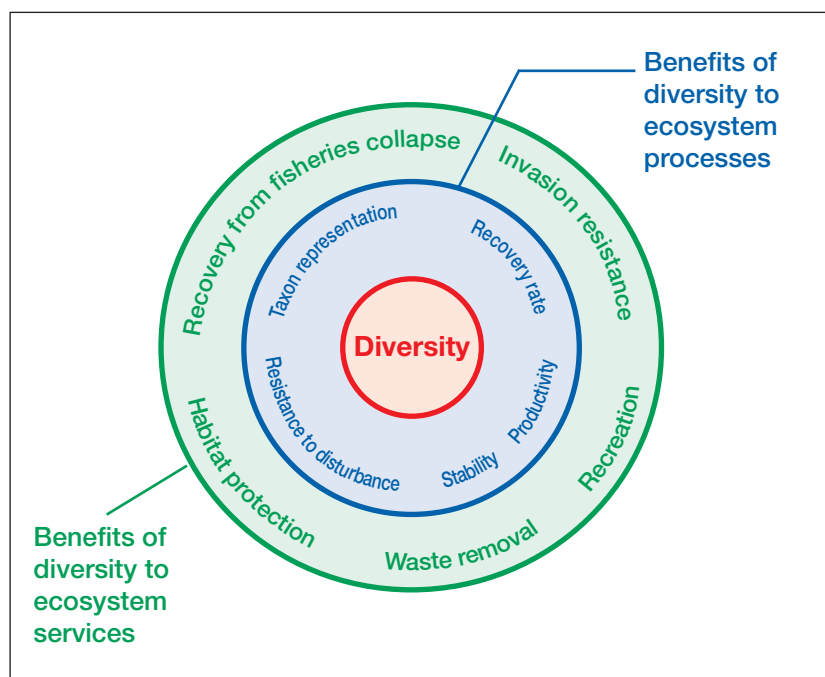 Benefits of
diversity to
ecosystem
processes
Recovery from fisheries collapse
Invasion resistance
Taxon representation
Recovery rate
Diversity
Resistance to disturbance
Stability
Productivity
Habitat protection
Waste removal
Recreation
Benefits of
diversity to
ecosystem
services